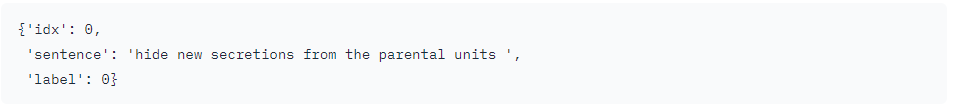 {'idx': 0,
 'sentence': 'hide new secretions from the parental units ',
 'label': 0}